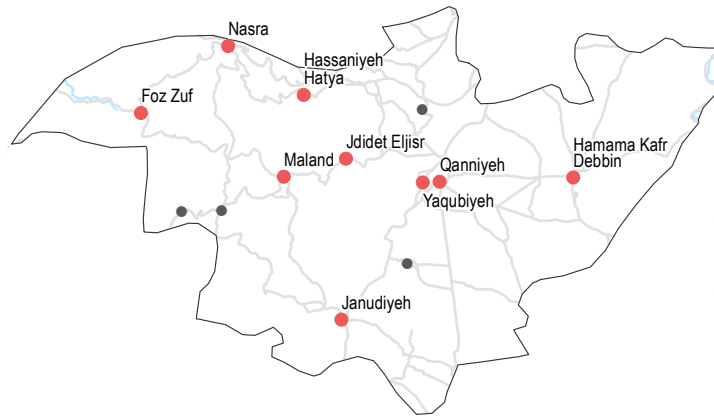 Nasra
Hassaniyeh
Hatya
Foz Zuf
Jdidet Eljisr
Maland
Qanniyeh
Hamama Kafr
Debbin
Yaqubiyeh
Janudiyeh